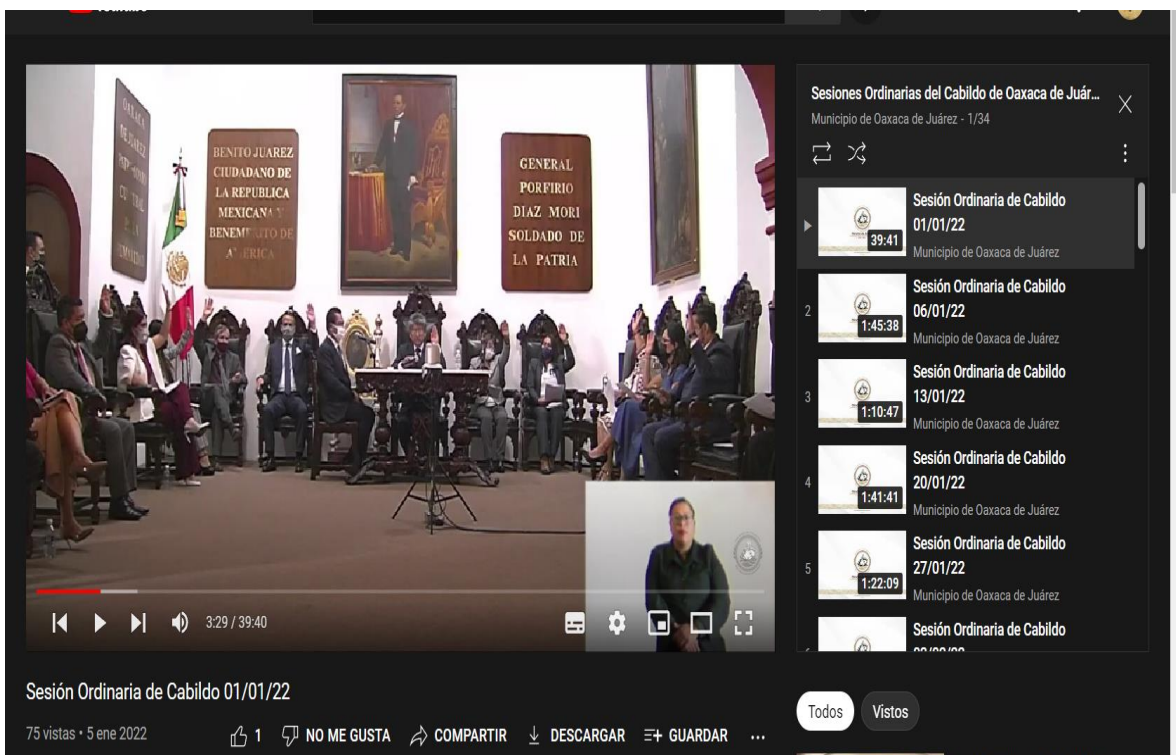 OAXACA
DE JUAREZ
BENITO JUAREZ
CIUDADANO DE
LA REPUBLICA
MEXICANA Y
BENEMERITO DE
AMERICA
GENERAL
PORFIRIO
DIAZ MORI
SOLDADO DE
LA PATRIA
3:29 / 39:40
Sesión Ordinaria de Cabildo 01/01/22
75 vistas • 5 ene 2022
1 NO ME GUSTA COMPARTIR DESCARGAR GUARDAR ...
Sesiones Ordinarias del Cabildo de Oaxaca de Juár...
Municipio de Oaxaca de Juárez - 1/34
39:41
Sesión Ordinaria de Cabildo
01/01/22
Municipio de Oaxaca de Juárez
2
1:45:38
Sesión Ordinaria de Cabildo
06/01/22
Municipio de Oaxaca de Juárez
3
1:10:47
Sesión Ordinaria de Cabildo
13/01/22
Municipio de Oaxaca de Juárez
4
1:41:41
Sesión Ordinaria de Cabildo
20/01/22
Municipio de Oaxaca de Juárez
5
1:22:09
Sesión Ordinaria de Cabildo
27/01/22
Municipio de Oaxaca de Juárez
Sesión Ordinaria de Cabildo
Todos
Vistos